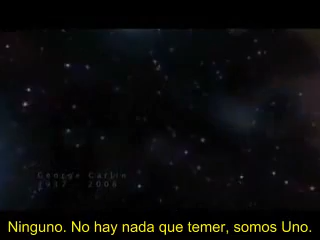 George Carlin
1937 - 2008
Ninguno. No hay nada que temer, somos Uno.